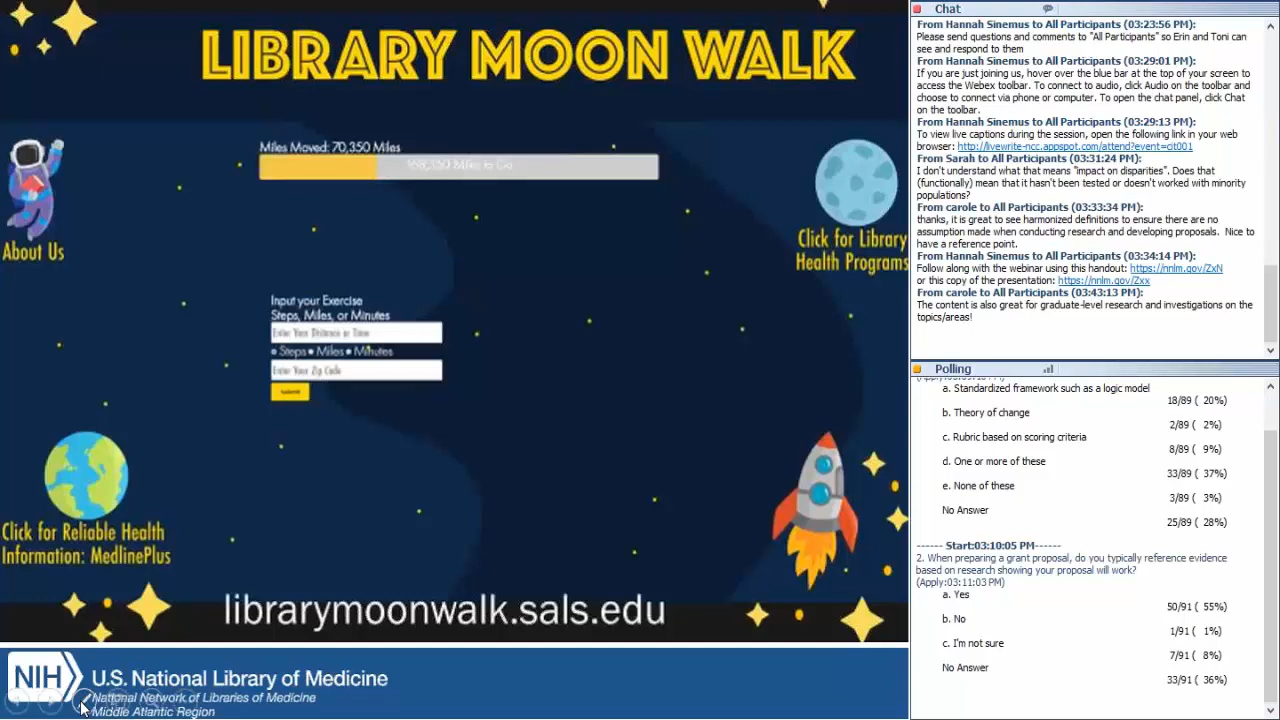 LIBRARY MOON WALK
Miles Moved: 70,350 Miles
Miles to Go
About Us
Click for Library
Health Programs
Input your Exercise
Steps, Miles, or Minutes
Enter Your Distance or Time
Steps Miles Minutes
Enter Your Zip Code
Submit
Click for Reliable Health
Information: MedlinePlus
librarymoonwalk.sals.edu
NIH
U.S. National Library of Medicine
National Network of Libraries of Medicine
Middle Atlantic Region
Chat
From Hannah Sinemus to All Participants (03:23:56 PM):
Please send questions and comments to "All Participants" so Erin and Toni can
see and respond to them
From Hannah Sinemus to All Participants (03:29:01 PM):
If you are just joining us, hover over the blue bar at the top of your screen to
access the Webex toolbar. To connect to audio, click Audio on the toolbar and
choose to connect via phone or computer. To open the chat panel, click Chat
on the toolbar.
From Hannah Sinemus to All Participants (03:29:13 PM):
To view live captions during the session, open the following link in your web
browser: http://livewrite-ncc.appspot.com/attend?event=cit001
From Sarah to All Participants (03:31:24 PM):
I don't understand what that means "impact on disparities". Does that
(functionally) mean that it hasn't been tested or doesn't worked with minority
populations?
From carole to All Participants (03:33:34 PM):
thanks, it is great to see harmonized definitions to ensure there are no
assumption made when conducting research and developing proposals. Nice to
have a reference point.
From Hannah Sinemus to All Participants (03:34:14 PM):
Follow along with the webinar using this handout: https://nnlm.gov/ZxN
or this copy of the presentation: https://nnlm.gov/Zxx
From carole to All Participants (03:43:13 PM):
The content is also great for graduate-level research and investigations on the
topics/areas!
Polling
a. Standardized framework such as a logic model
18/89 ( 20%)
b. Theory of change
2/89 ( 2%)
c. Rubric based on scoring criteria
8/89 ( 9%)
d. One or more of these
33/89 ( 37%)
e. None of these
3/89 ( 3%)
No Answer
25/89 ( 28%)
------ Start:03:10:05 PM------
2. When preparing a grant proposal, do you typically reference evidence
based on research showing your proposal will work?
(Apply:03:11:03 PM)
a. Yes
50/91 ( 55%)
b. No
1/91 ( 1%)
c. I'm not sure
7/91 ( 8%)
No Answer
33/91 ( 36%)